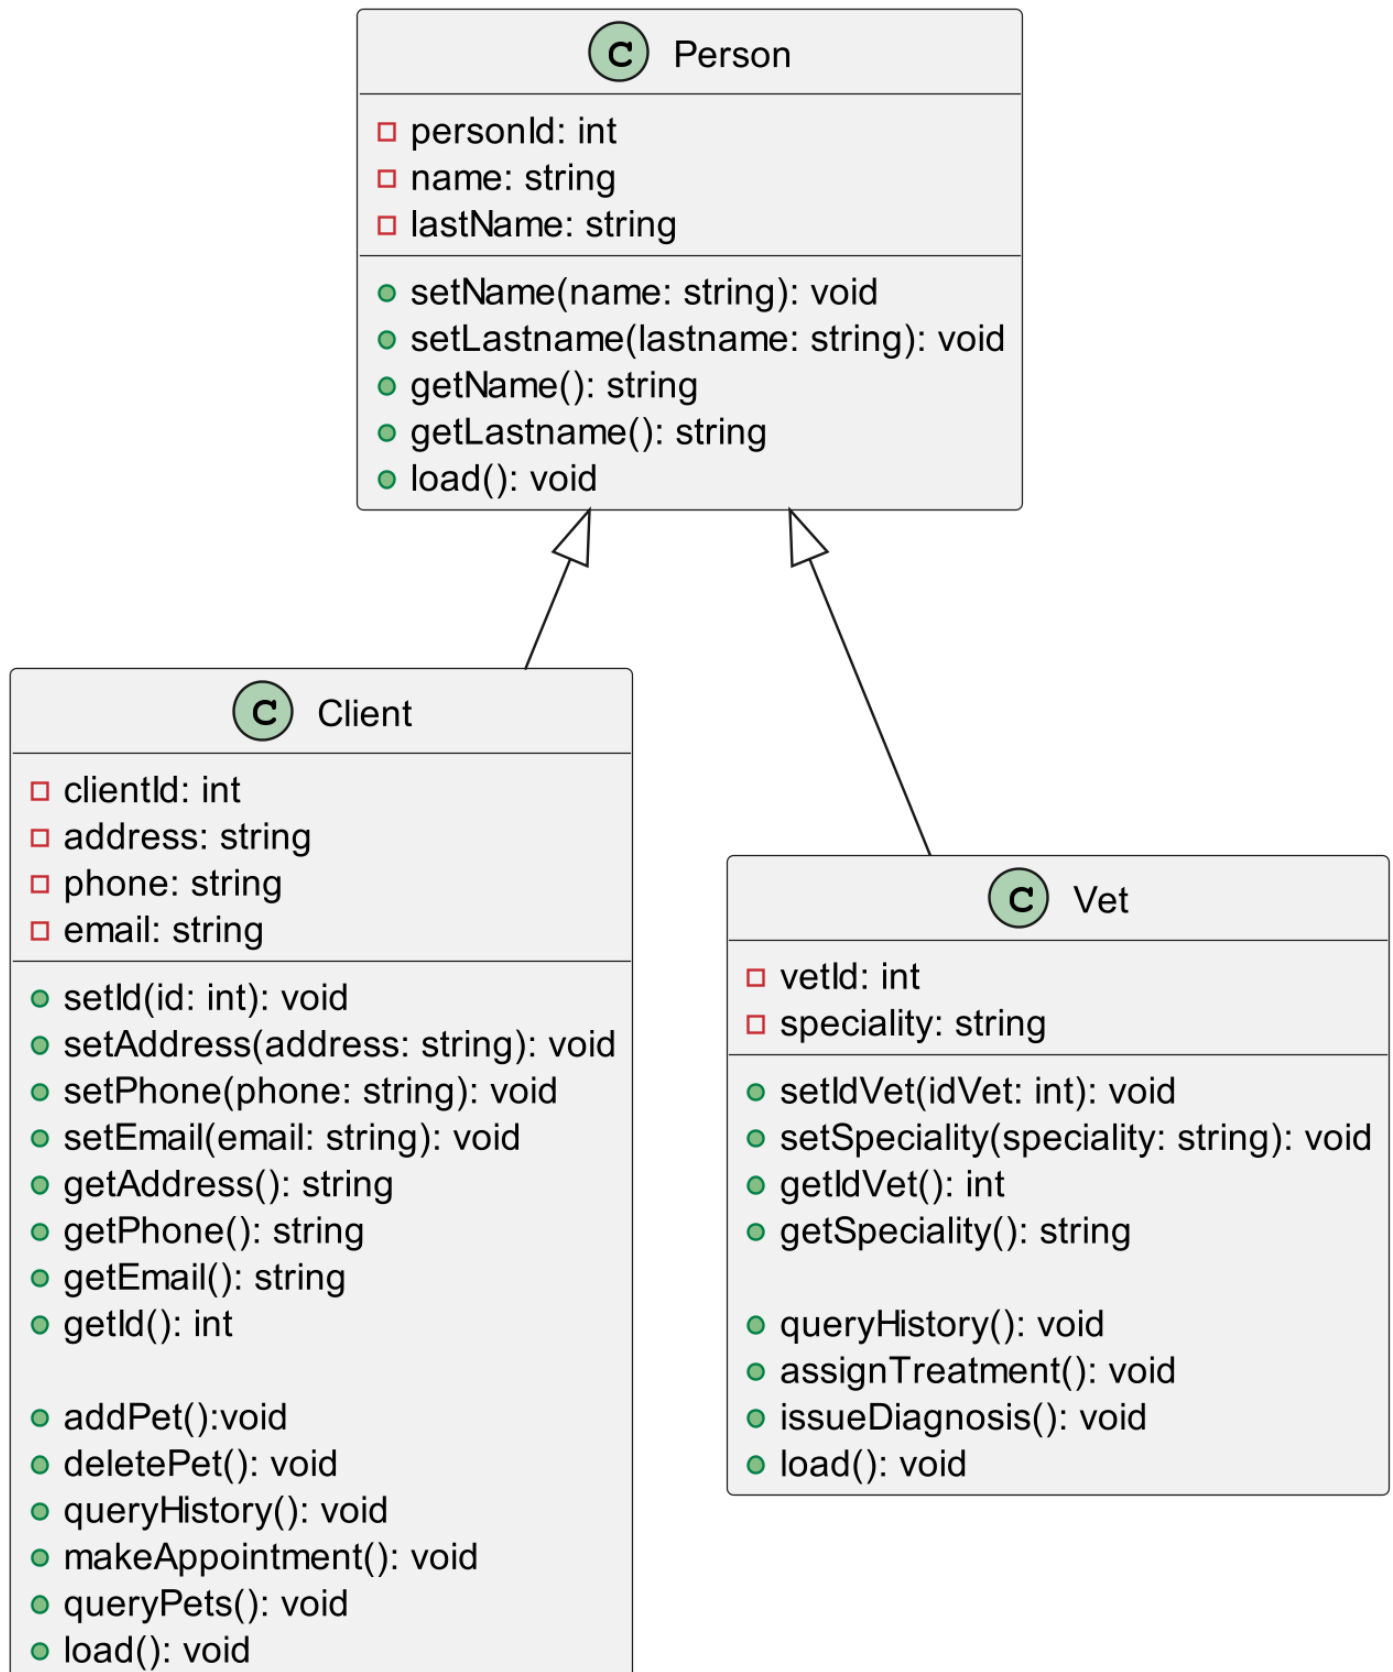 C Person
personId: int
name: string
lastName: string
setName(name: string): void
setLastname(lastname: string): void
getName(): string
getLastname(): string
load(): void
C Client
clientId: int
address: string
phone: string
email: string
setId(id: int): void
setAddress(address: string): void
setPhone(phone: string): void
setEmail(email: string): void
getAddress(): string
getPhone(): string
getEmail(): string
getId(): int
addPet():void
deletePet(): void
queryHistory(): void
makeAppointment(): void
queryPets(): void
load(): void
C Vet
vetId: int
speciality: string
setIdVet(idVet: int): void
setSpeciality(speciality: string): void
getIdVet(): int
getSpeciality(): string
queryHistory(): void
assignTreatment(): void
issueDiagnosis(): void
load(): void